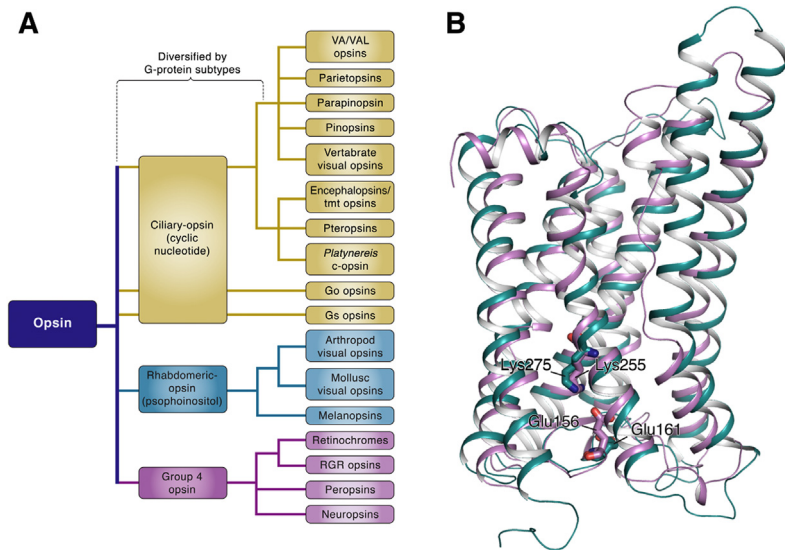 A
Diversified by
G-protein subtypes
Opsin
Ciliary-opsin
(cyclic
nucleotide)
Rhabdomeric-
opsin
(psophoinositol)
Group 4
opsin
VA/VAL
opsins
Parietopsins
Parapinopsin
Pinopsins
Vertabrate
visual opsins
Encephalopsins/
tmt opsins
Pteropsins
Platynereis
c-opsin
Go opsins
Gs opsins
Arthropod
visual opsins
Mollusc
visual opsins
Melanopsins
Retinochromes
RGR opsins
Peropsins
Neuropsins
B
Lys275
Lys255
Glu156
Glu161